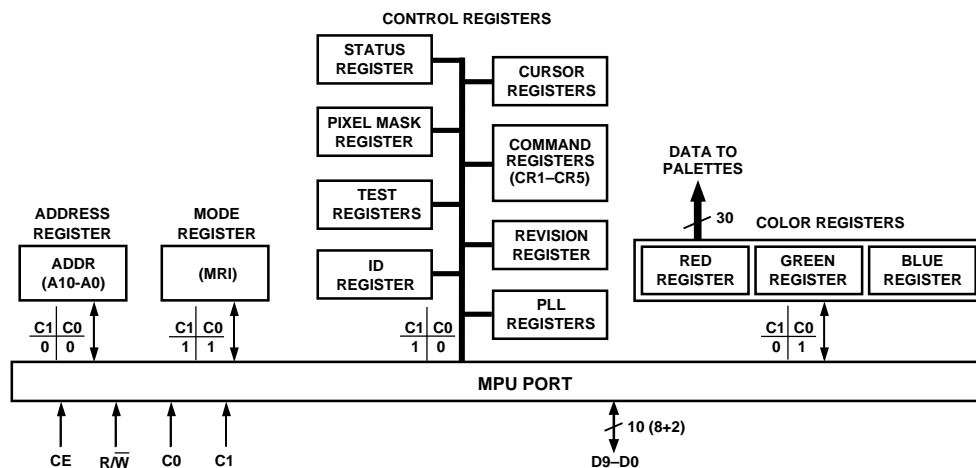 CONTROL REGISTERS
STATUS
REGISTER
CURSOR
REGISTERS
PIXEL MASK
REGISTER
COMMAND
REGISTERS
(CR1–CR5)
TEST
REGISTERS
REVISION
REGISTER
ID
REGISTER
PLL
REGISTERS
C1 C0
1 0
ADDRESS
REGISTER
ADDR
(A10-A0)
C1 C0
0 0
MODE
REGISTER
(MRI)
C1 C0
1 1
DATA TO
PALETTES
30
COLOR REGISTERS
RED
REGISTER
GREEN
REGISTER
BLUE
REGISTER
C1 C0
0 1
MPU PORT
CE
R/W̅
C0
C1
10 (8+2)
D9–D0